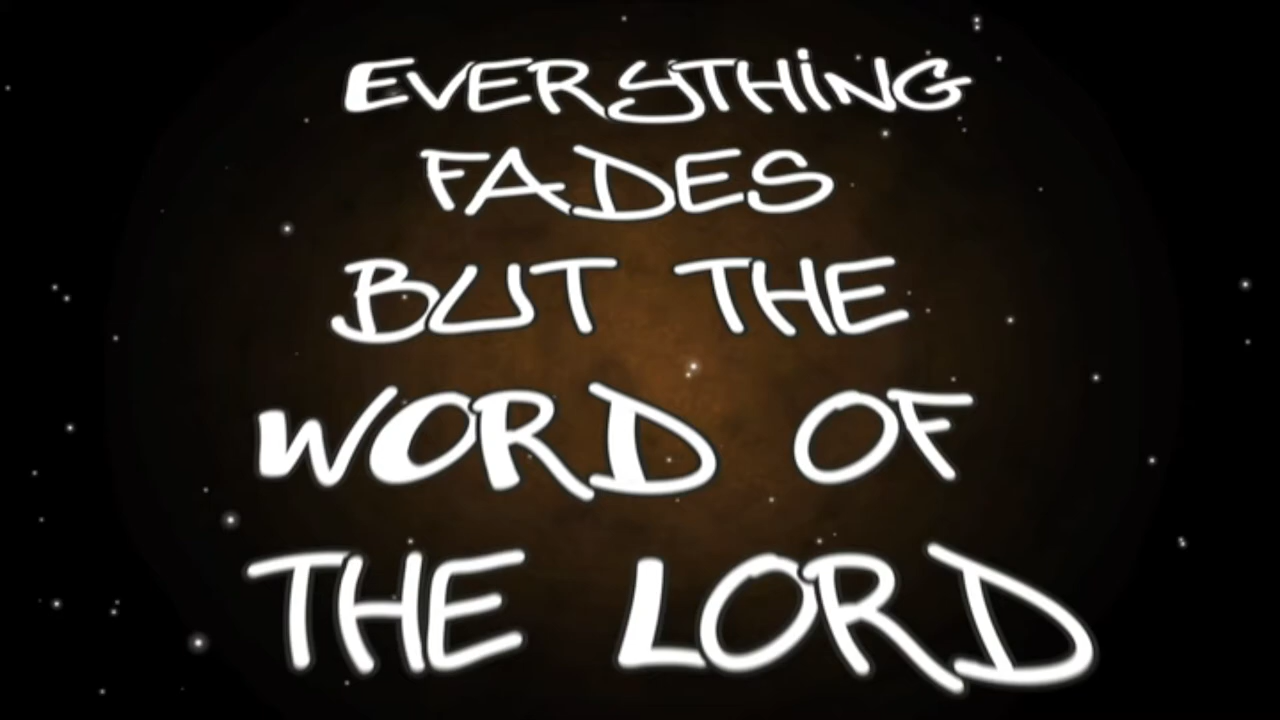 EVERYTHING
FADES
BUT THE
WORD OF
THE LORD